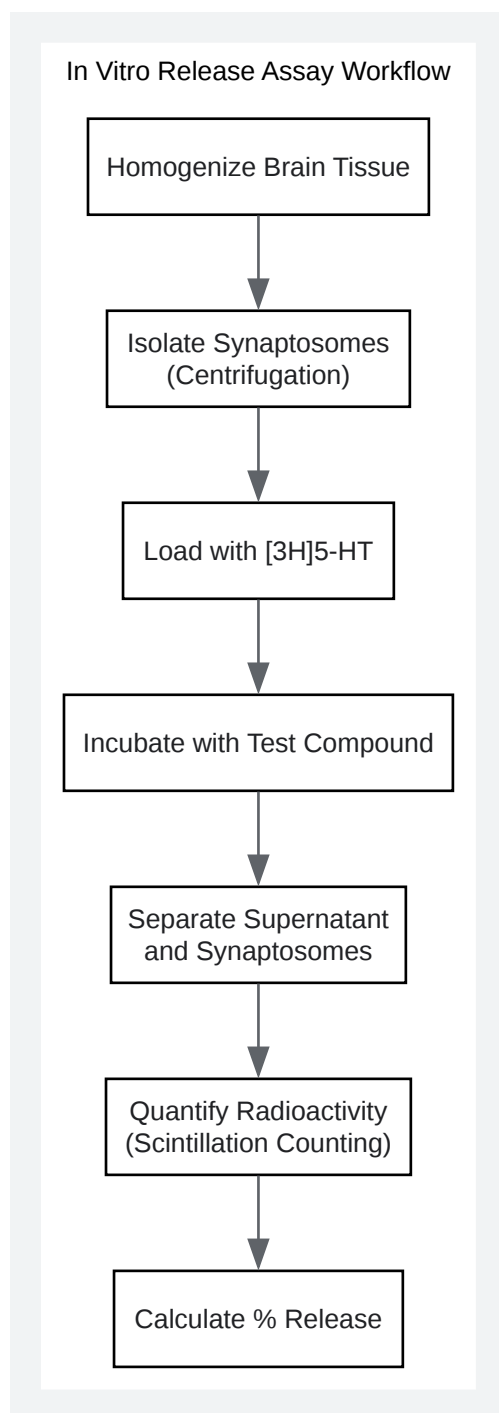 In Vitro Release Assay Workflow
Homogenize Brain Tissue
Isolate Synaptosomes
(Centrifugation)
Load with [3H]5-HT
Incubate with Test Compound
Separate Supernatant
and Synaptosomes
Quantify Radioactivity
(Scintillation Counting)
Calculate % Release